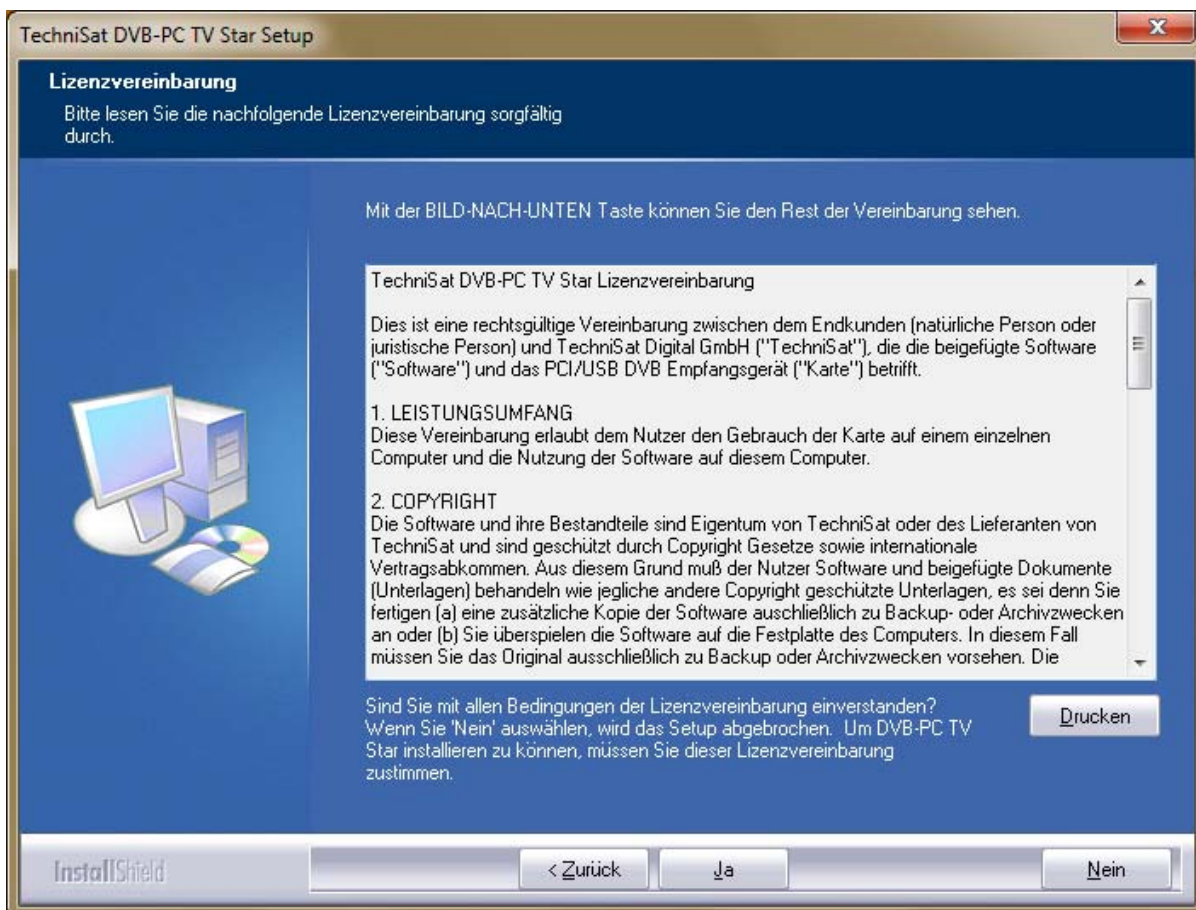 TechniSat DVB-PC TV Star Setup
X
Lizenzvereinbarung
Bitte lesen Sie die nachfolgende Lizenzvereinbarung sorgfältig
durch.
Mit der BILD-NACH-UNTEN Taste können Sie den Rest der Vereinbarung sehen.
TechniSat DVB-PC TV Star Lizenzvereinbarung
Dies ist eine rechtsgültige Vereinbarung zwischen dem Endkunden (natürliche Person oder
juristische Person) und TechniSat Digital GmbH (''TechniSat''), die die beigefügte Software
(''Software'') und das PCI/USB DVB Empfangsgerät (''Karte'') betrifft.
1. LEISTUNGSUMFANG
Diese Vereinbarung erlaubt dem Nutzer den Gebrauch der Karte auf einem einzelnen
Computer und die Nutzung der Software auf diesem Computer.
2. COPYRIGHT
Die Software und ihre Bestandteile sind Eigentum von TechniSat oder des Lieferanten von
TechniSat und sind geschützt durch Copyright Gesetze sowie internationale
Vertragsabkommen. Aus diesem Grund muß der Nutzer Software und beigefügte Dokumente
(Unterlagen) behandeln wie jegliche andere Copyright geschützte Unterlagen, es sei denn Sie
fertigen (a) eine zusätzliche Kopie der Software auschließlich zu Backup- oder Archivzwecken
an oder (b) Sie überspielen die Software auf die Festplatte des Computers. In diesem Fall
müssen Sie das Original ausschließlich zu Backup oder Archivzwecken vorsehen. Die
Sind Sie mit allen Bedingungen der Lizenzvereinbarung einverstanden?
Wenn Sie 'Nein' auswählen, wird das Setup abgebrochen. Um DVB-PC TV
Star installieren zu können, müssen Sie dieser Lizenzvereinbarung
zustimmen.
Drucken
InstallShield
< Zurück
Ja
Nein